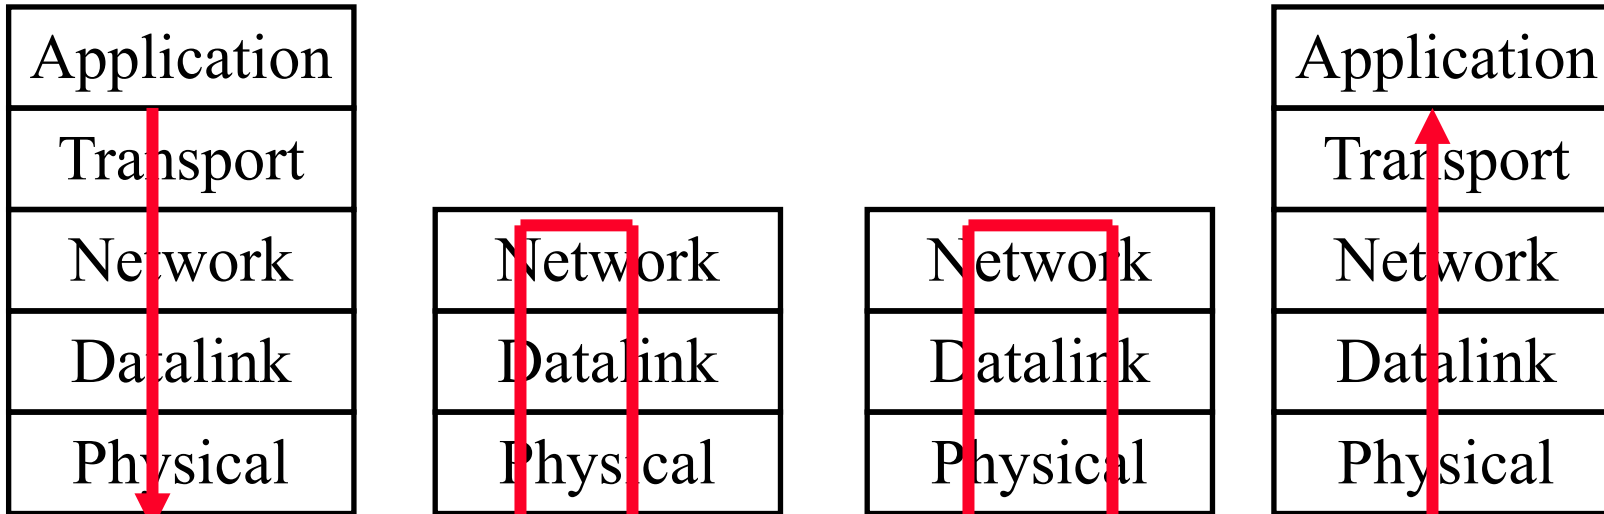 Application
Transport
Network
Datalink
Physical
Network
Datalink
Physical
Network
Datalink
Physical
Application
Transport
Network
Datalink
Physical